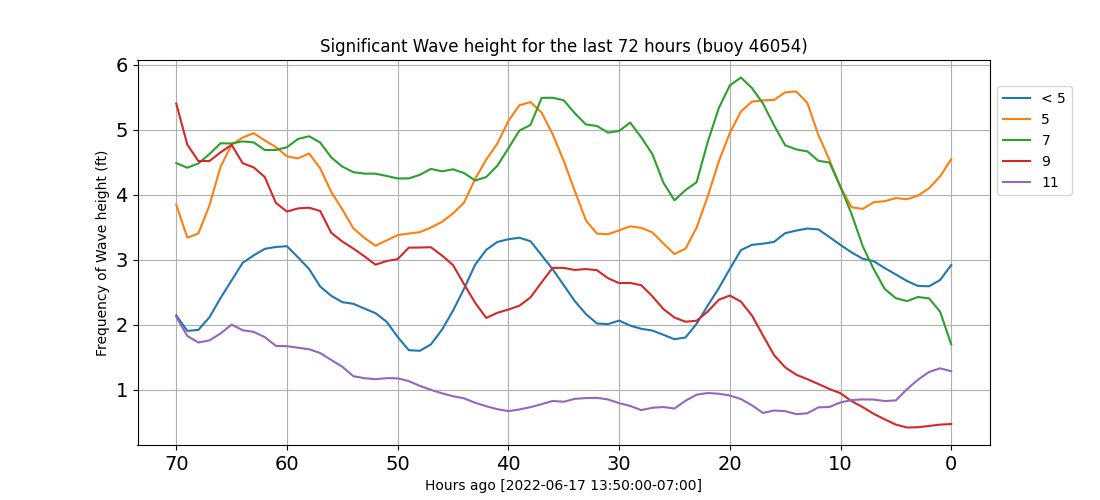 Significant Wave height for the last 72 hours (buoy 46054)
Frequency of Wave height (ft)
6
5
4
3
2
1
70 60 50 40 30 20 10 0
Hours ago [2022-06-17 13:50:00-07:00]
< 5
5
7
9
11